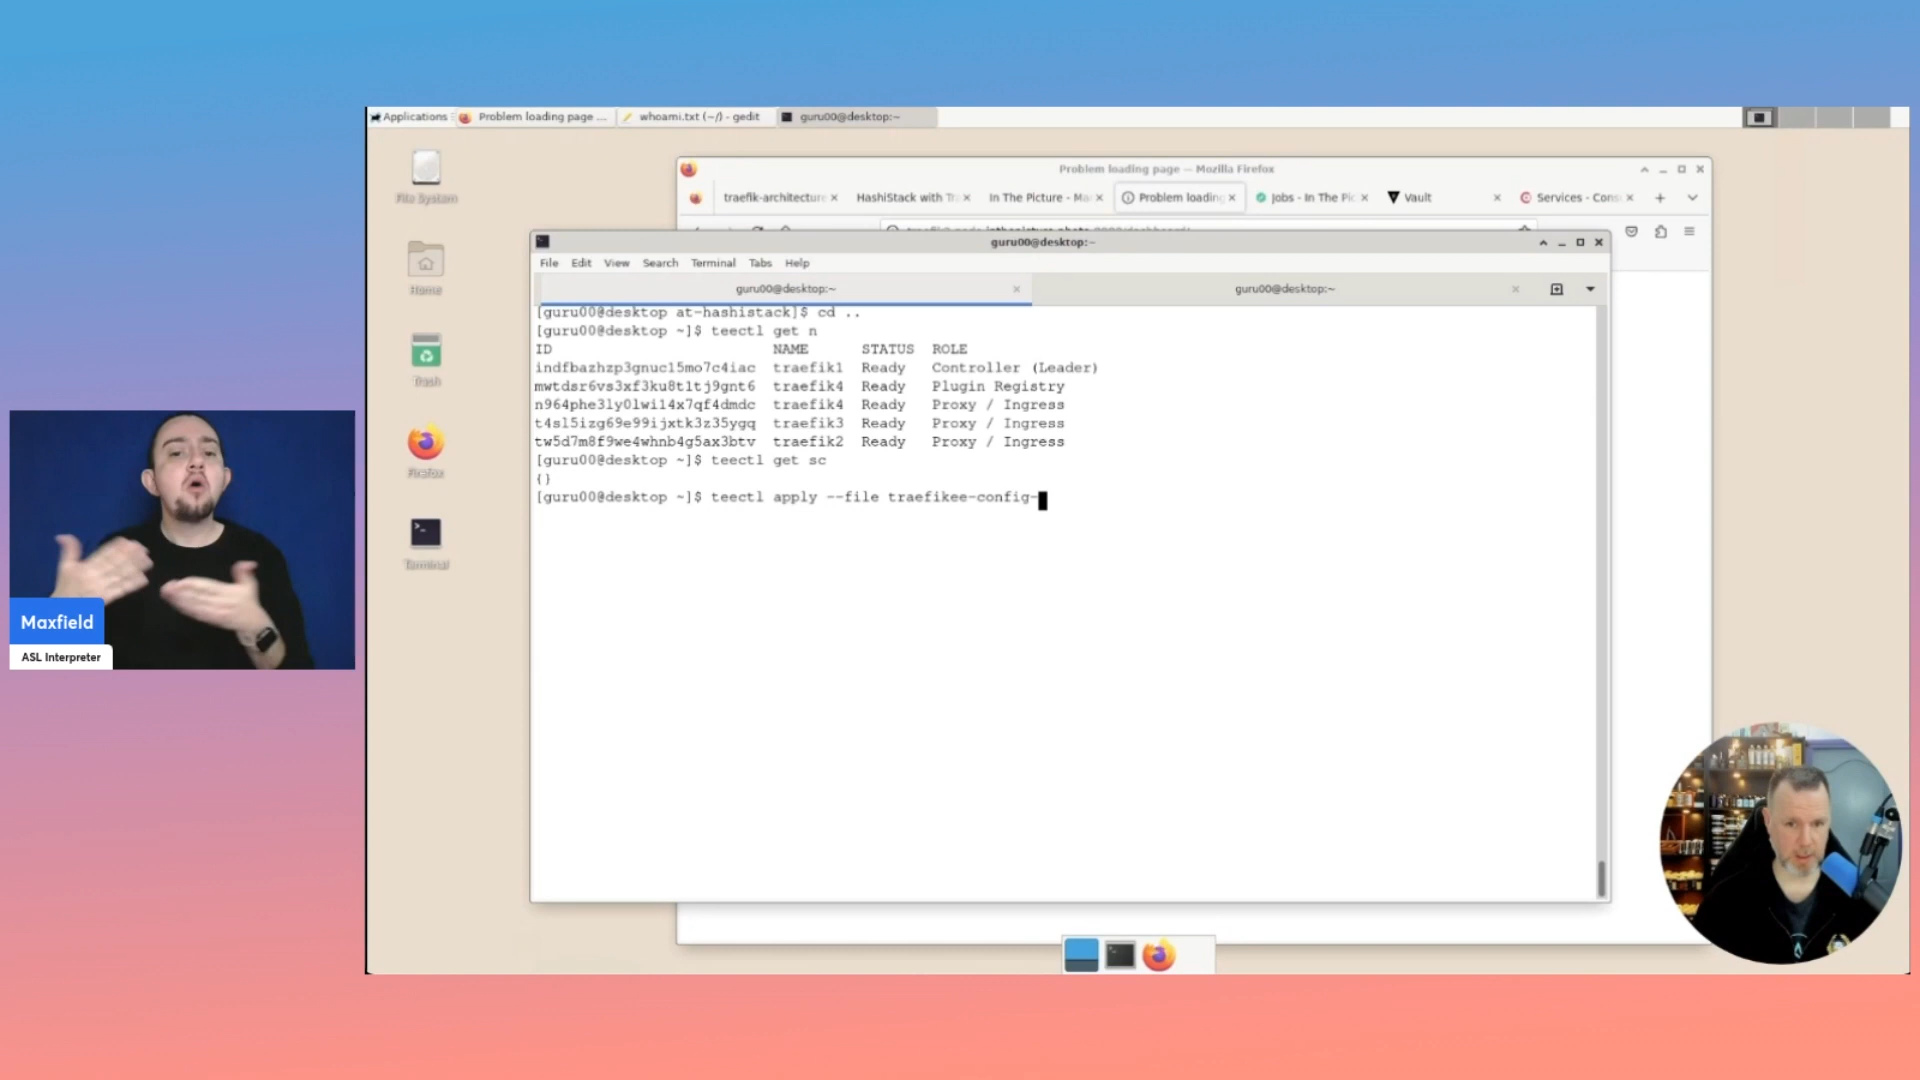 Applications
Problem loading page ...
whoami.txt (~/) - gedit
guru00@desktop:~
File System
Home
Trash
Firefox
Terminal
Problem loading page — Mozilla Firefox
traefik-architecture
HashiStack with
In The Picture - Ma
Problem loading
Jobs - In The Pic
Vault
Services - Cons
guru00@desktop:~
File Edit View Search Terminal Tabs Help
guru00@desktop:~
guru00@desktop:~
[guru00@desktop at-hashistack]$ cd ..
[guru00@desktop ~]$ teectl get n
ID NAME STATUS ROLE
indfbazhzp3gnuc15mo7c4iac traefik1 Ready Controller (Leader)
mwtdsr6vs3xf3ku8t1tj9gnt6 traefik4 Ready Plugin Registry
n964phe3ly0lwi14x7qf4dmdc traefik4 Ready Proxy / Ingress
t4sl5izg69e99ijxtk3z35ygq traefik3 Ready Proxy / Ingress
tw5d7m8f9we4whnb4g5ax3btv traefik2 Ready Proxy / Ingress
[guru00@desktop ~]$ teectl get sc
{}
[guru00@desktop ~]$ teectl apply --file traefikee-config-
Maxfield
ASL Interpreter